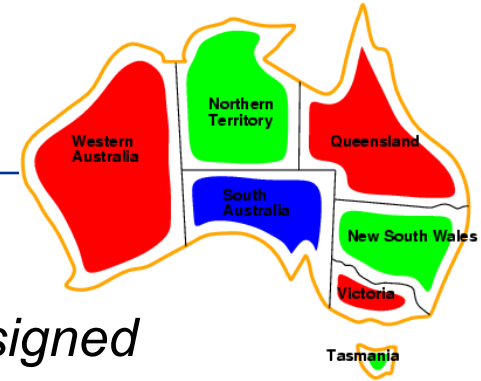 Northern
Territory
Western
Australia
Queensland
South
Australia
New South Wales
Victoria
signed
Tasmania